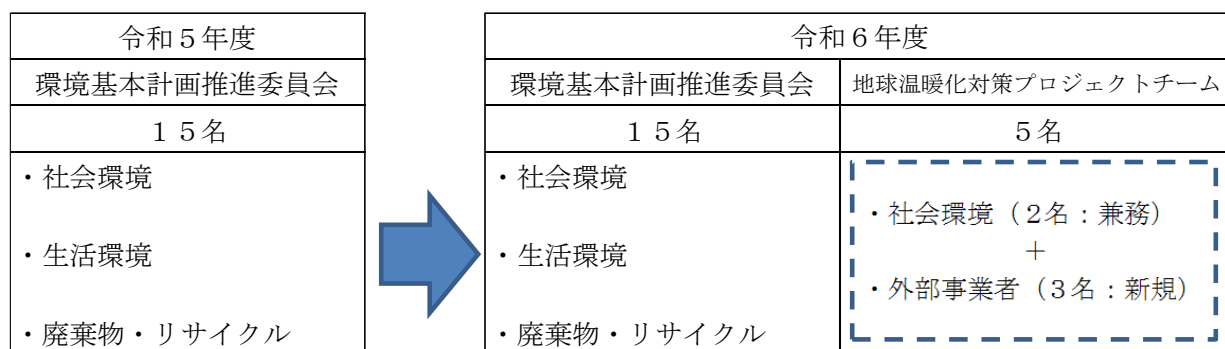 令和５年度
環境基本計画推進委員会
１５名
・社会環境
・生活環境
・廃棄物・リサイクル
令和６年度
環境基本計画推進委員会
地球温暖化対策プロジェクトチーム
１５名
５名
・社会環境
・生活環境
・廃棄物・リサイクル
・社会環境（２名：兼務）
＋
・外部事業者（３名：新規）